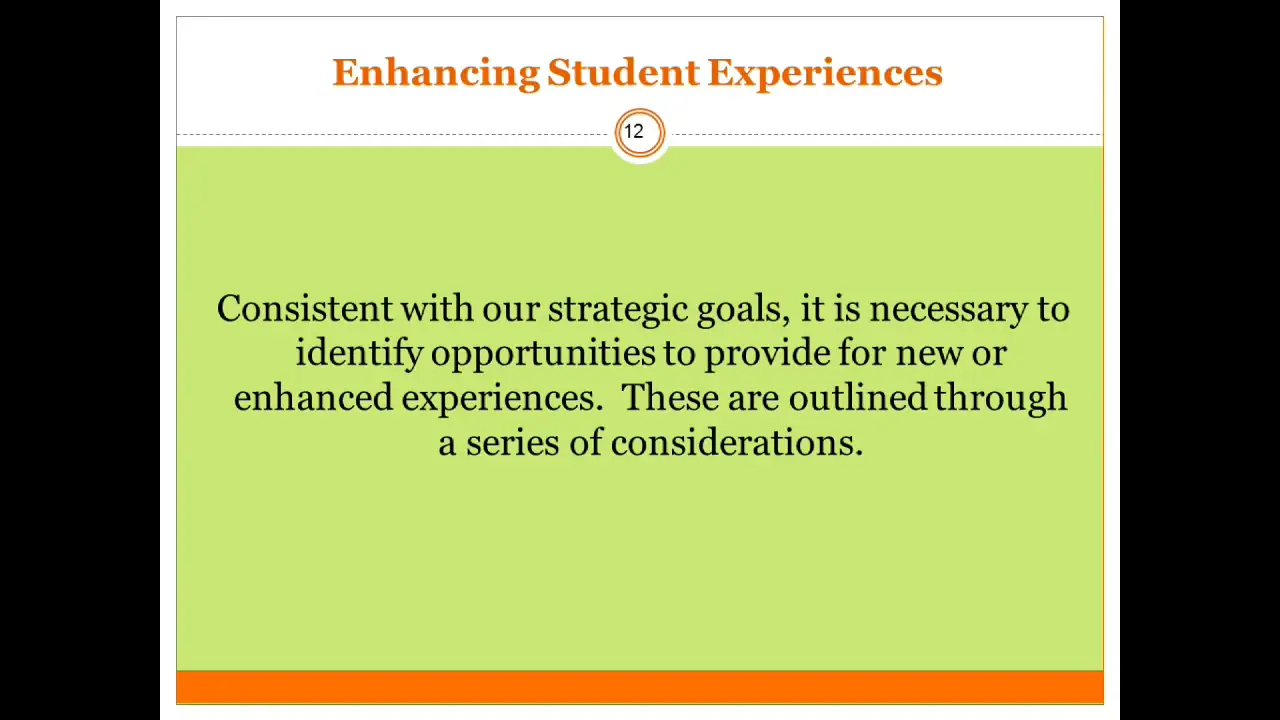 Enhancing Student Experiences
12
Consistent with our strategic goals, it is necessary to
identify opportunities to provide for new or
enhanced experiences.  These are outlined through
a series of considerations.